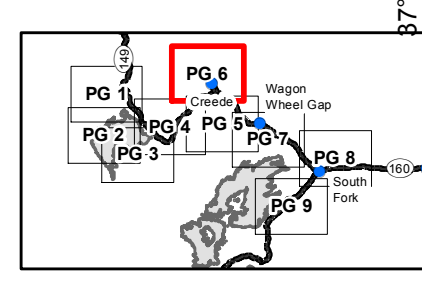 37°
149
PG 6
PG 1
Creede
Wagon
Wheel Gap
PG 4
PG 5
PG 2
PG 7
PG 3
PG 8
160
South
Fork
PG 9